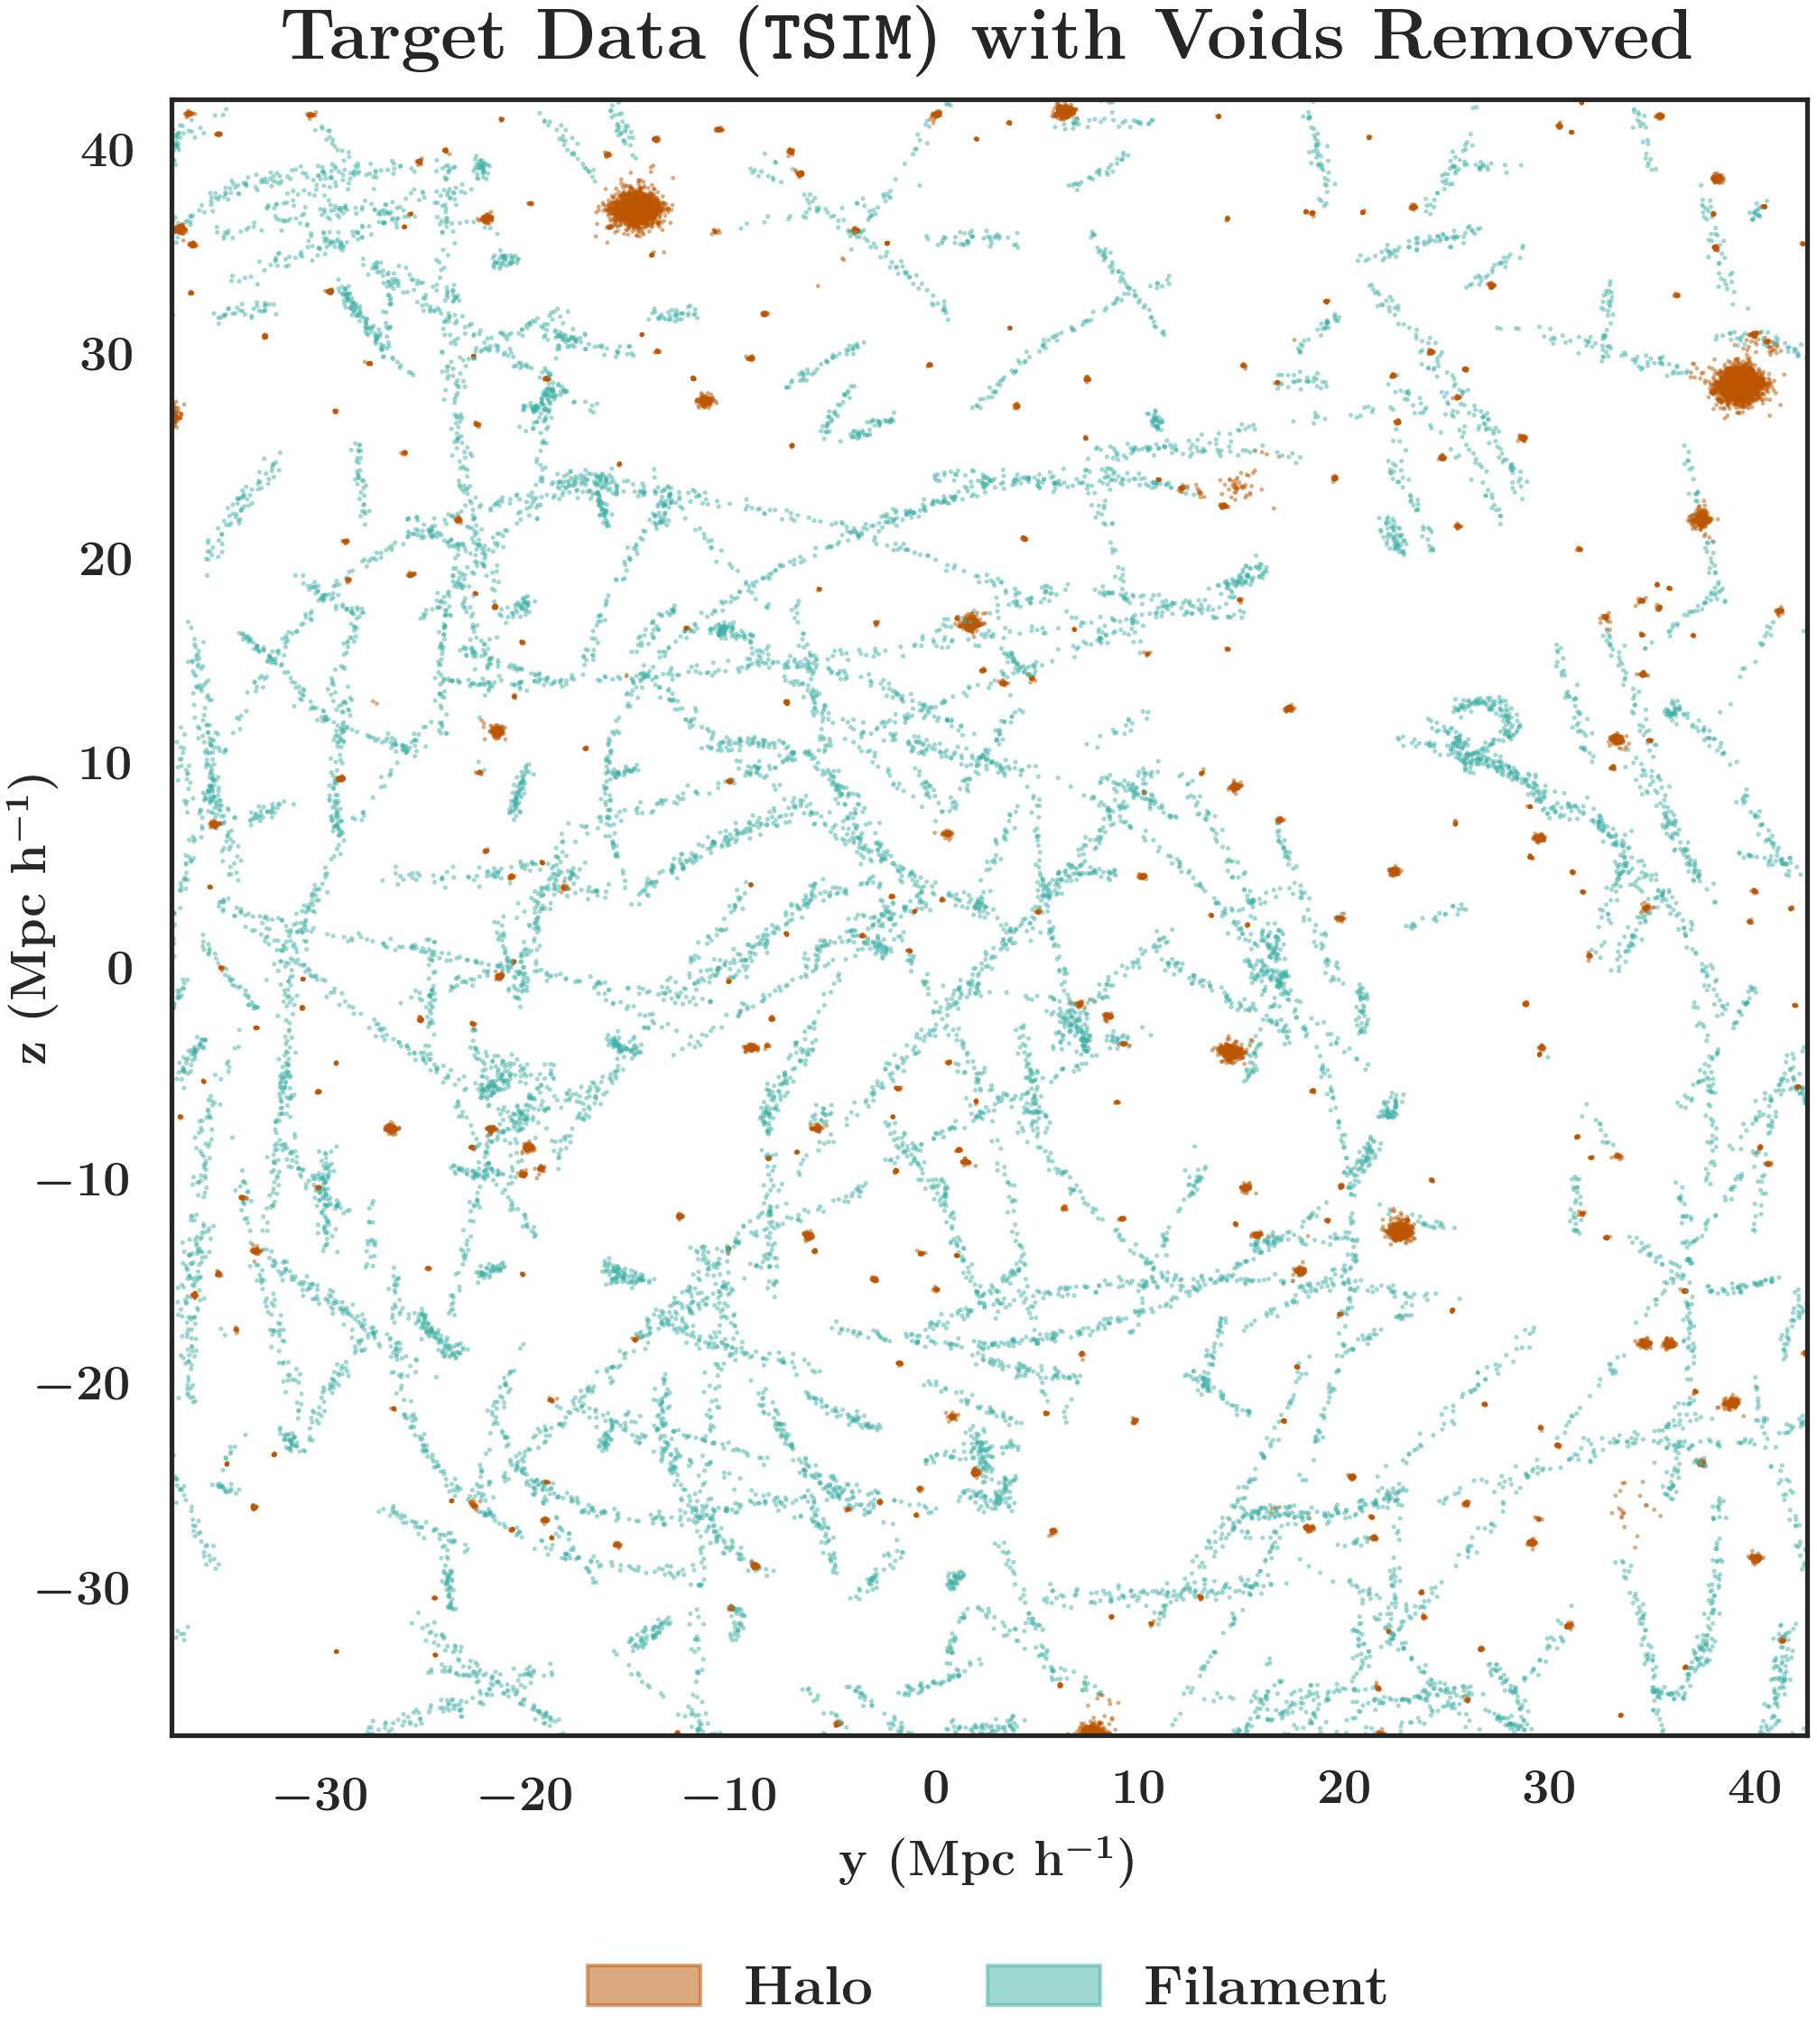 Target Data (TSIM) with Voids Removed
40
30
20
10
0
−10
−20
−30
z (Mpc h⁻¹)
−30 −20 −10 0 10 20 30 40
y (Mpc h⁻¹)
Halo Filament